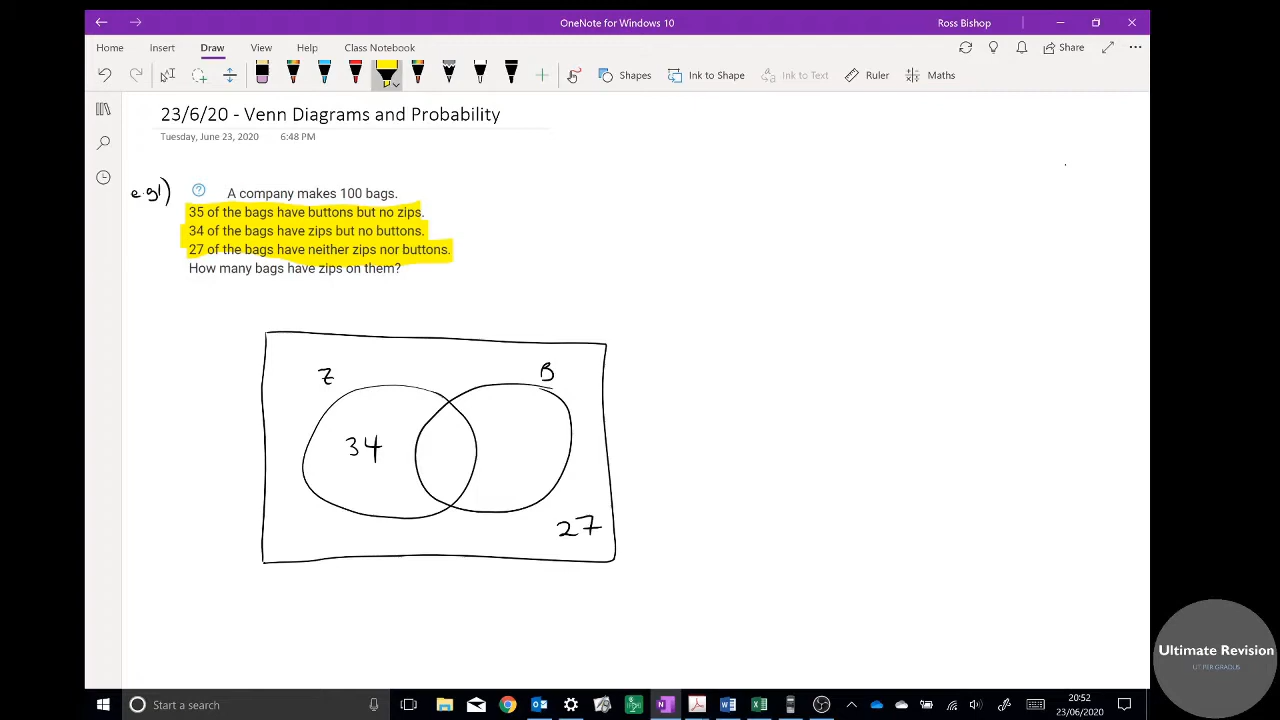 OneNote for Windows 10
Ross Bishop
Home Insert Draw View Help Class Notebook
Share
Shapes Ink to Shape Ink to Text Ruler Maths
23/6/20 - Venn Diagrams and Probability
Tuesday, June 23, 2020 6:48 PM
e.g1) A company makes 100 bags.
35 of the bags have buttons but no zips.
34 of the bags have zips but no buttons.
27 of the bags have neither zips nor buttons.
How many bags have zips on them?
Z B
34
27
Ultimate Revision
UT PER GRADUS
Start a search
20:52
23/06/2020